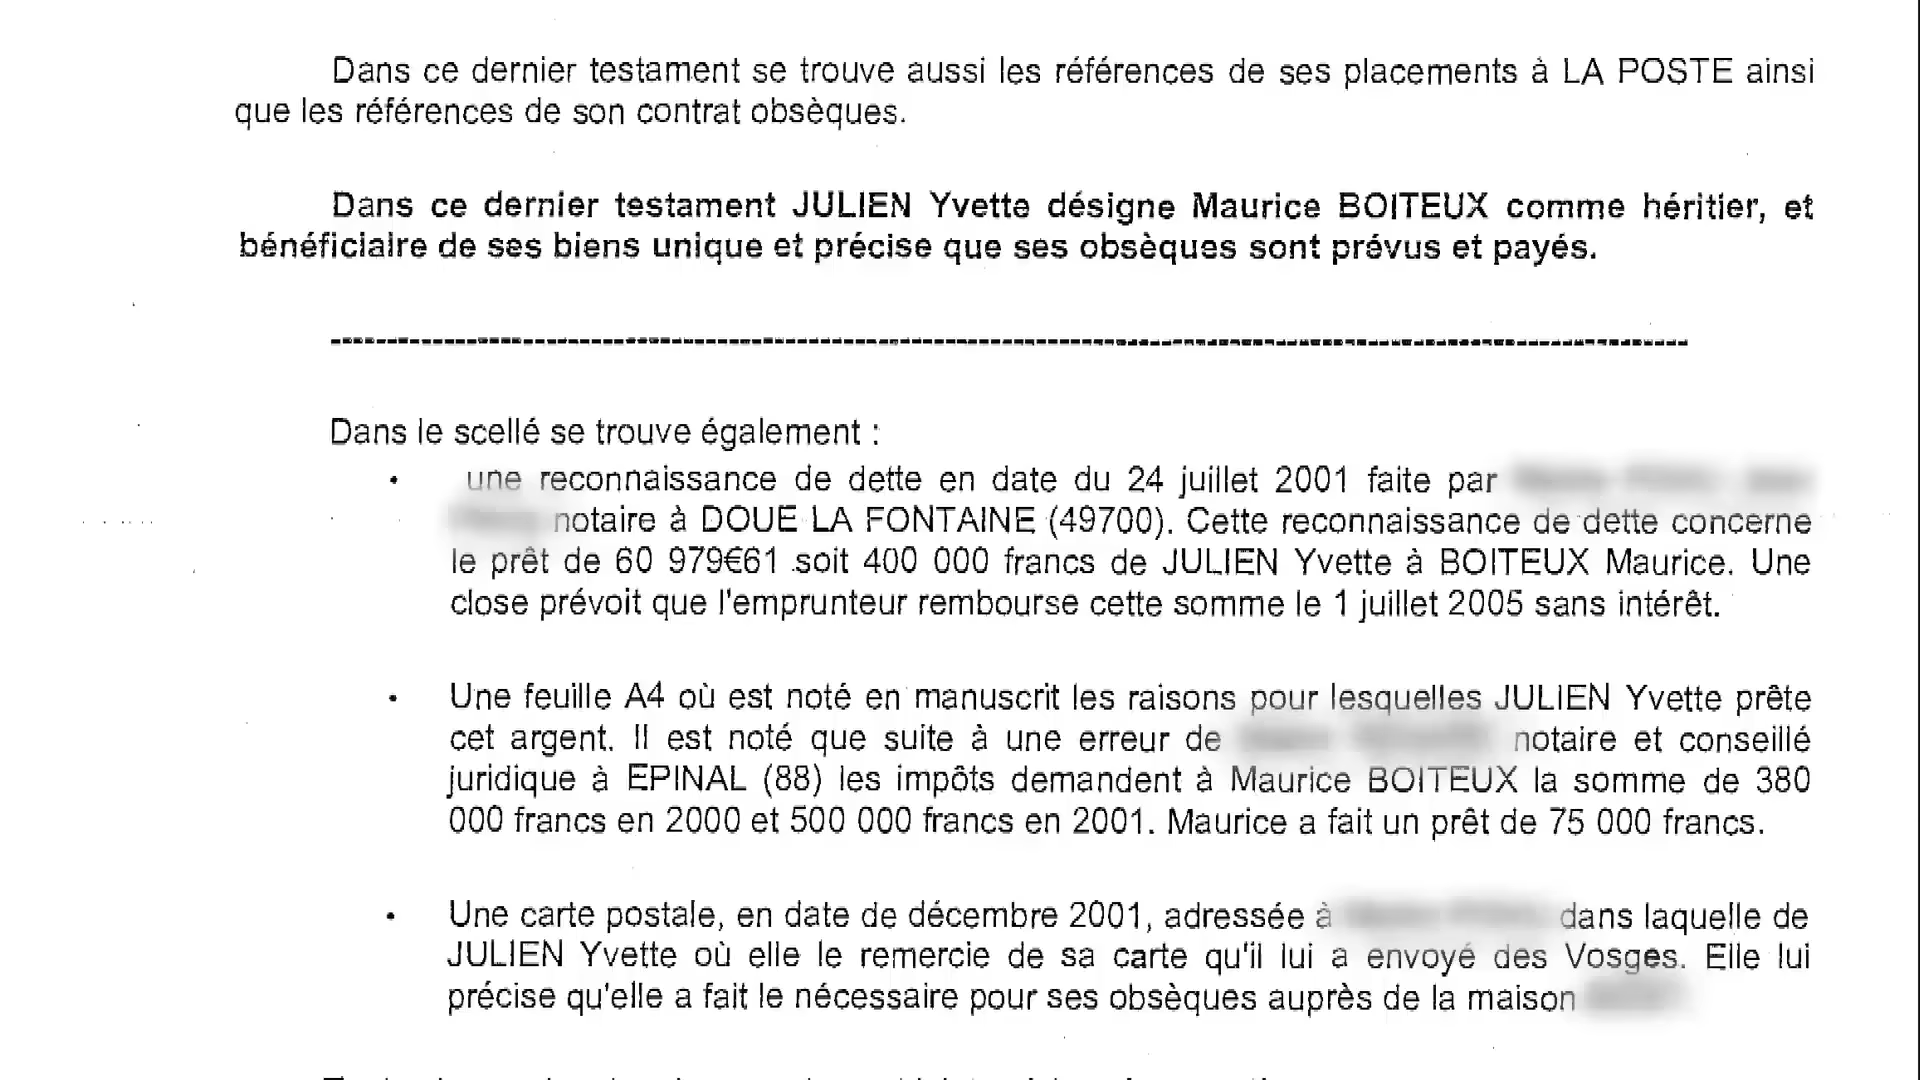 Dans ce dernier testament se trouve aussi les références de ses placements à LA POSTE ainsi
que les références de son contrat obsèques.
Dans ce dernier testament JULIEN Yvette désigne Maurice BOITEUX comme héritier, et
bénéficiaire de ses biens unique et précise que ses obsèques sont prévus et payés.
Dans le scellé se trouve également :
une reconnaissance de dette en date du 24 juillet 2001 faite par
notaire à DOUE LA FONTAINE (49700). Cette reconnaissance de dette concerne
le prêt de 60 979€61 soit 400 000 francs de JULIEN Yvette à BOITEUX Maurice. Une
close prévoit que l'emprunteur rembourse cette somme le 1 juillet 2005 sans intérêt.
Une feuille A4 où est noté en manuscrit les raisons pour lesquelles JULIEN Yvette prête
cet argent. Il est noté que suite à une erreur de notaire et conseillé
juridique à EPINAL (88) les impôts demandent à Maurice BOITEUX la somme de 380
000 francs en 2000 et 500 000 francs en 2001. Maurice a fait un prêt de 75 000 francs.
Une carte postale, en date de décembre 2001, adressée à dans laquelle de
JULIEN Yvette où elle le remercie de sa carte qu'il lui a envoyé des Vosges. Elle lui
précise qu'elle a fait le nécessaire pour ses obsèques auprès de la maison